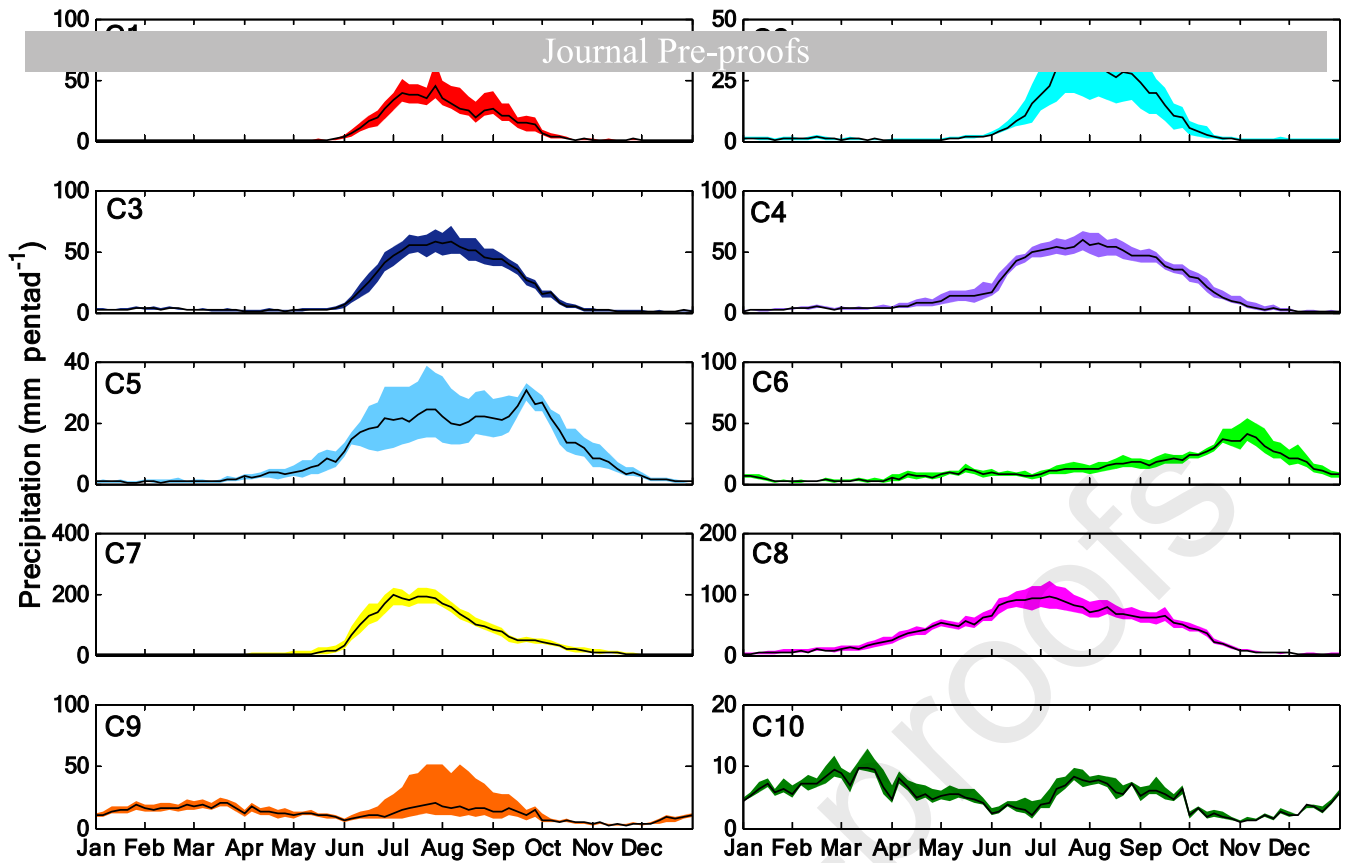 Journal Pre-proofs
100
50
0
50
25
0
C3
100
50
0
C4
100
50
0
C5
40
20
0
C6
100
50
0
C7
400
200
0
C8
200
100
0
C9
100
50
0
C10
20
10
0
Precipitation (mm pentad-1)
Jan Feb Mar Apr May Jun Jul Aug Sep Oct Nov Dec
Jan Feb Mar Apr May Jun Jul Aug Sep Oct Nov Dec
proofs